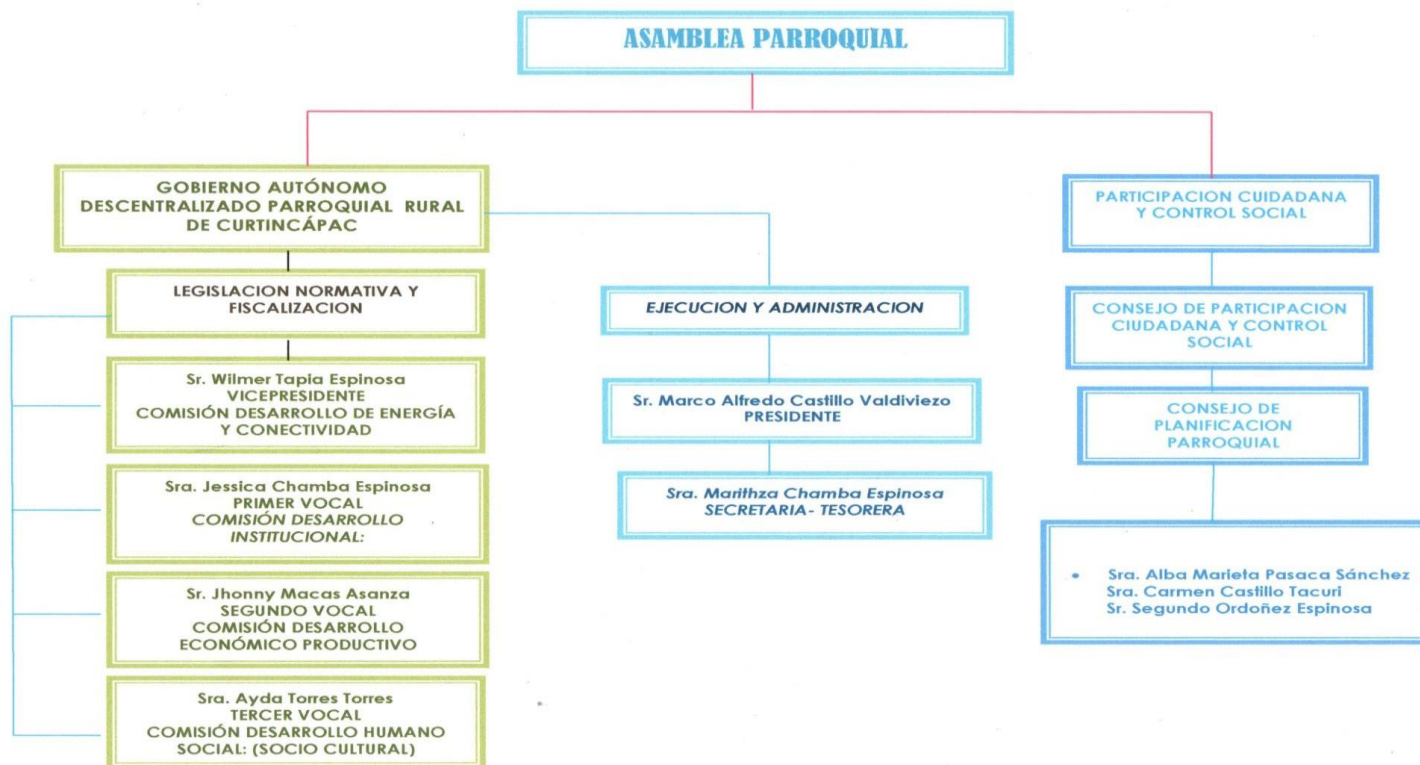 ASAMBLEA PARROQUIAL
GOBIERNO AUTÓNOMO
DESCENTRALIZADO PARROQUIAL RURAL
DE CURTINCÁPAC
LEGISLACION NORMATIVA Y
FISCALIZACION
Sr. Wilmer Tapia Espinosa
VICEPRESIDENTE
COMISIÓN DESARROLLO DE ENERGÍA
Y CONECTIVIDAD
Sra. Jessica Chamba Espinosa
PRIMER VOCAL
COMISIÓN DESARROLLO
INSTITUCIONAL:
Sr. Jhonny Macas Asanza
SEGUNDO VOCAL
COMISIÓN DESARROLLO
ECONÓMICO PRODUCTIVO
Sra. Ayda Torres Torres
TERCER VOCAL
COMISIÓN DESARROLLO HUMANO
SOCIAL: (SOCIO CULTURAL)
EJECUCION Y ADMINISTRACION
Sr. Marco Alfredo Castillo Valdiviezo
PRESIDENTE
Sra. Marithza Chamba Espinosa
SECRETARIA- TESORERA
PARTICIPACION CUIDADANA
Y CONTROL SOCIAL
CONSEJO DE PARTICIPACION
CIUDADANA Y CONTROL
SOCIAL
CONSEJO DE
PLANIFICACION
PARROQUIAL
• Sra. Alba Marieta Pasaca Sánchez
Sra. Carmen Castillo Tacuri
Sr. Segundo Ordoñez Espinosa